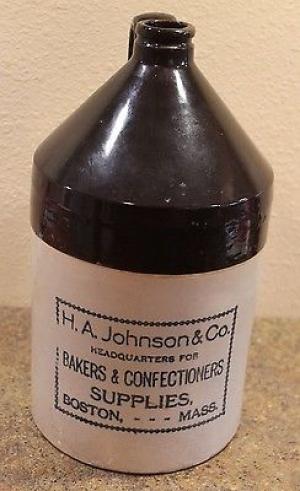 H. A. Johnson & Co.
HEADQUARTERS FOR
BAKERS & CONFECTIONERS
SUPPLIES,
BOSTON, - - - MASS.